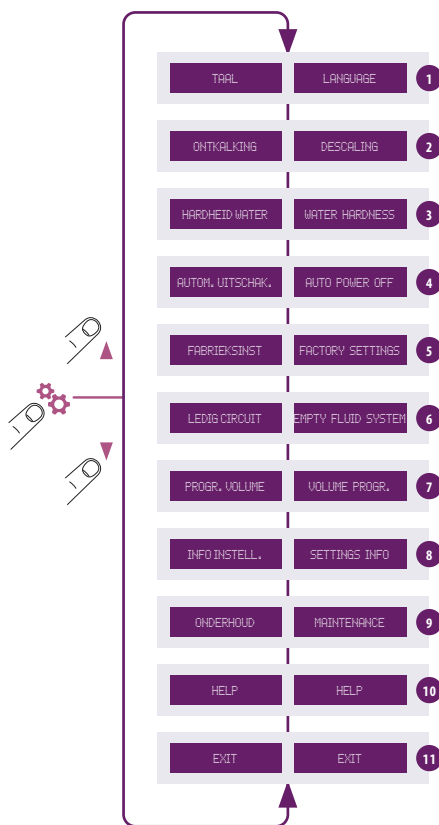 TAAL LANGUAGE 1
ONTKALKING DESCALING 2
HARDHEID WATER WATER HARDNESS 3
AUTOM. UITSCHAK. AUTO POWER OFF 4
FABRIEKSINST FACTORY SETTINGS 5
LEDIG CIRCUIT EMPTY FLUID SYSTEM 6
PROGR. VOLUME VOLUME PROGR. 7
INFO INSTELL. SETTINGS INFO 8
ONDERHOUD MAINTENANCE 9
HELP HELP 10
EXIT EXIT 11